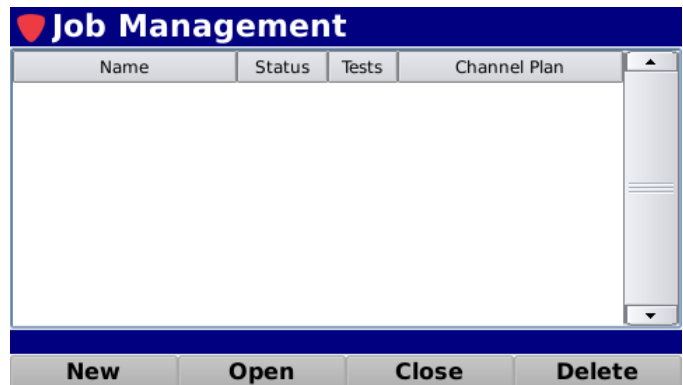 Job Management
Name Status Tests Channel Plan
New Open Close Delete